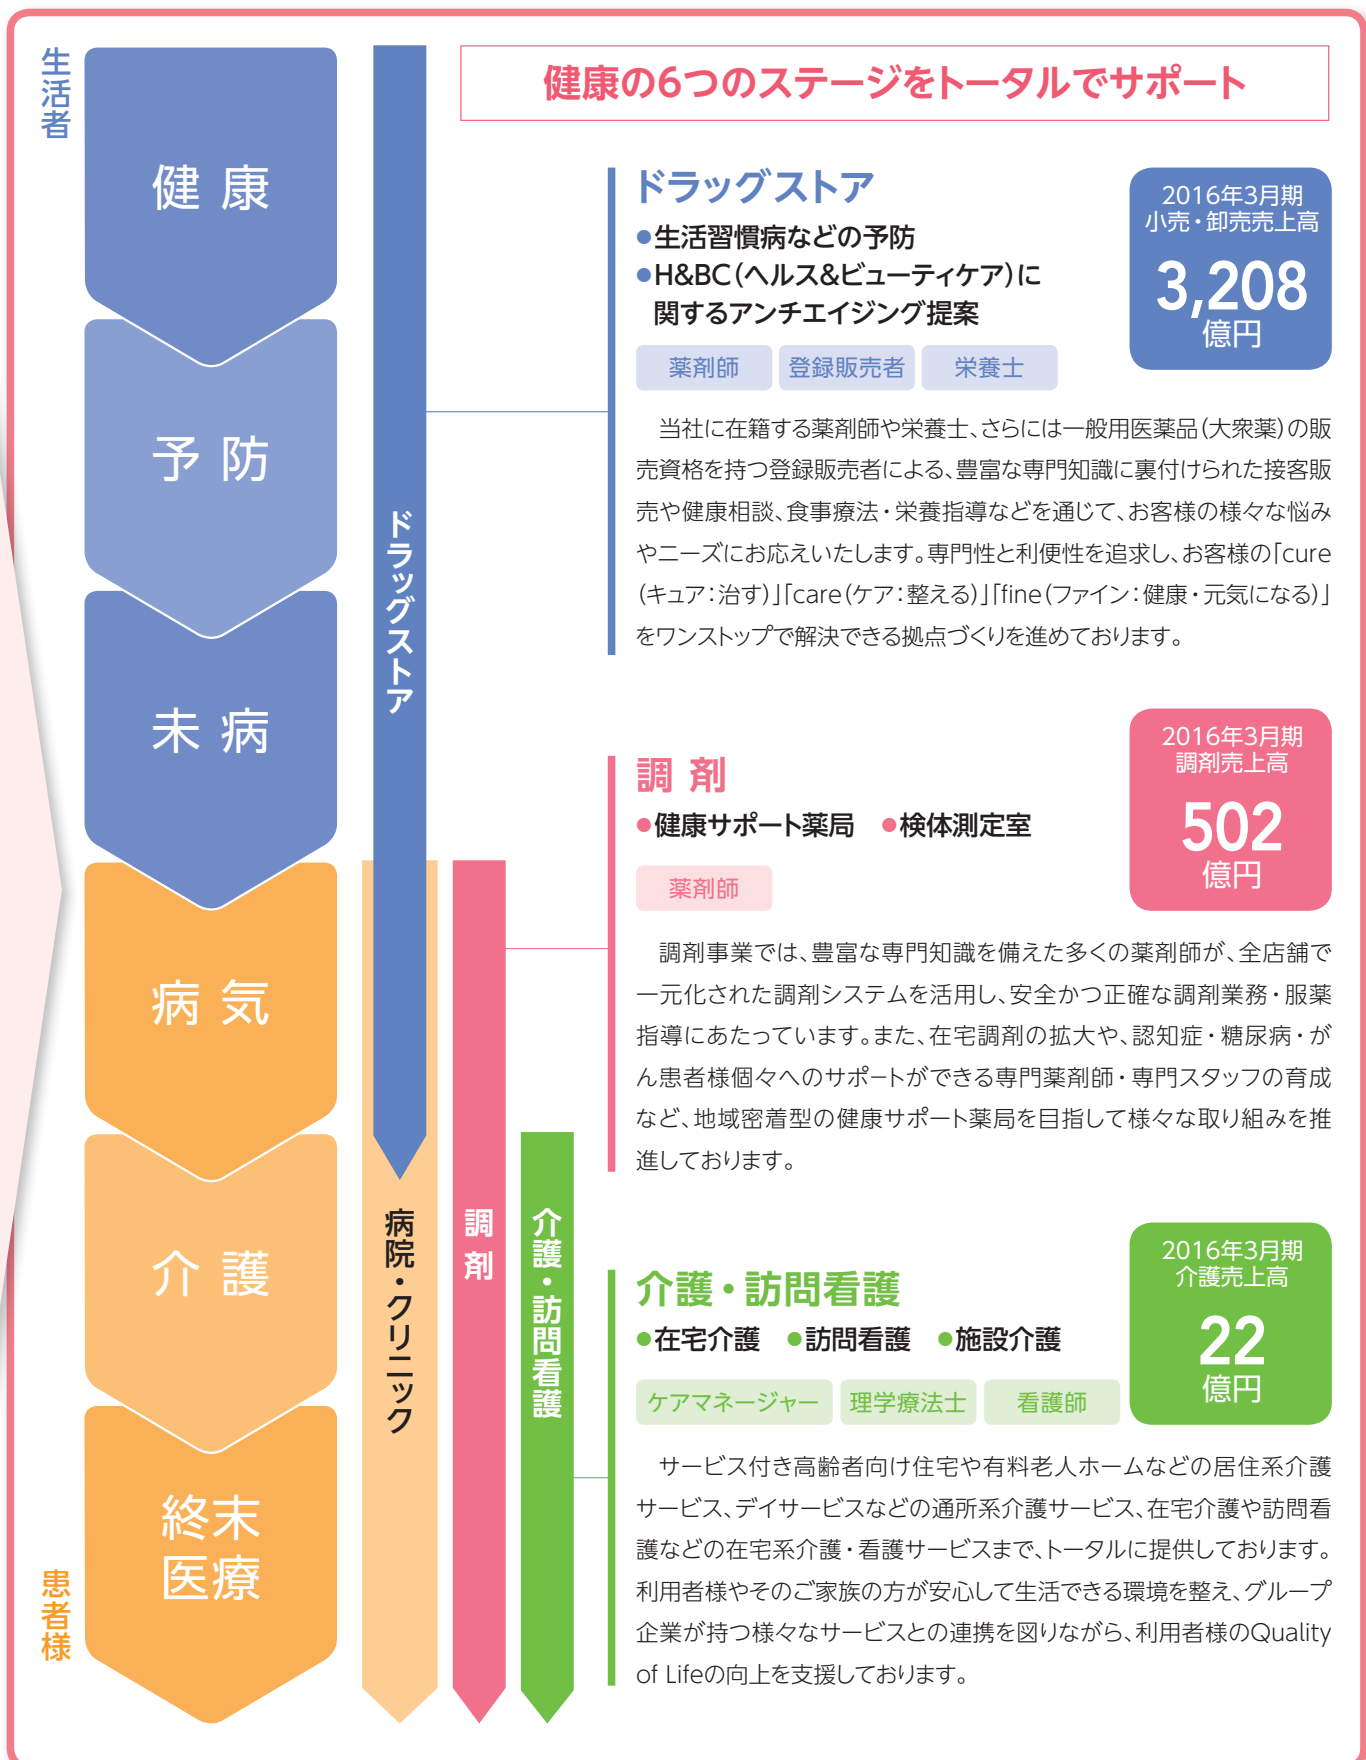 生活者
健康
予防
未病
病気
介護
終末
医療
患者様
ドラッグストア
病院・クリニック
調剤
介護・訪問看護
健康の6つのステージをトータルでサポート
ドラッグストア
●生活習慣病などの予防
●H&BC(ヘルス&ビューティケア)に
関するアンチエイジング提案
薬剤師 登録販売者 栄養士
2016年3月期
小売・卸売売上高
3,208
億円
当社に在籍する薬剤師や栄養士、さらには一般用医薬品(大衆薬)の販
売資格を持つ登録販売者による、豊富な専門知識に裏付けられた接客販
売や健康相談、食事療法・栄養指導などを通じて、お客様の様々な悩み
やニーズにお応えいたします。専門性と利便性を追求し、お客様の「cure
(キュア:治す)」「care(ケア:整える)」「fine(ファイン:健康・元気になる)」
をワンストップで解決できる拠点づくりを進めております。
調剤
●健康サポート薬局 ●検体測定室
薬剤師
2016年3月期
調剤売上高
502
億円
調剤事業では、豊富な専門知識を備えた多くの薬剤師が、全店舗で
一元化された調剤システムを活用し、安全かつ正確な調剤業務・服薬
指導にあたっています。また、在宅調剤の拡大や、認知症・糖尿病・が
ん患者様個々へのサポートができる専門薬剤師・専門スタッフの育成
など、地域密着型の健康サポート薬局を目指して様々な取り組みを推
進しております。
介護・訪問看護
●在宅介護 ●訪問看護 ●施設介護
ケアマネージャー 理学療法士 看護師
2016年3月期
介護売上高
22
億円
サービス付き高齢者向け住宅や有料老人ホームなどの居住系介護
サービス、デイサービスなどの通所系介護サービス、在宅介護や訪問看
護などの在宅系介護・看護サービスまで、トータルに提供しております。
利用者様やそのご家族の方が安心して生活できる環境を整え、グループ
企業が持つ様々なサービスとの連携を図りながら、利用者様のQuality
of Lifeの向上を支援しております。